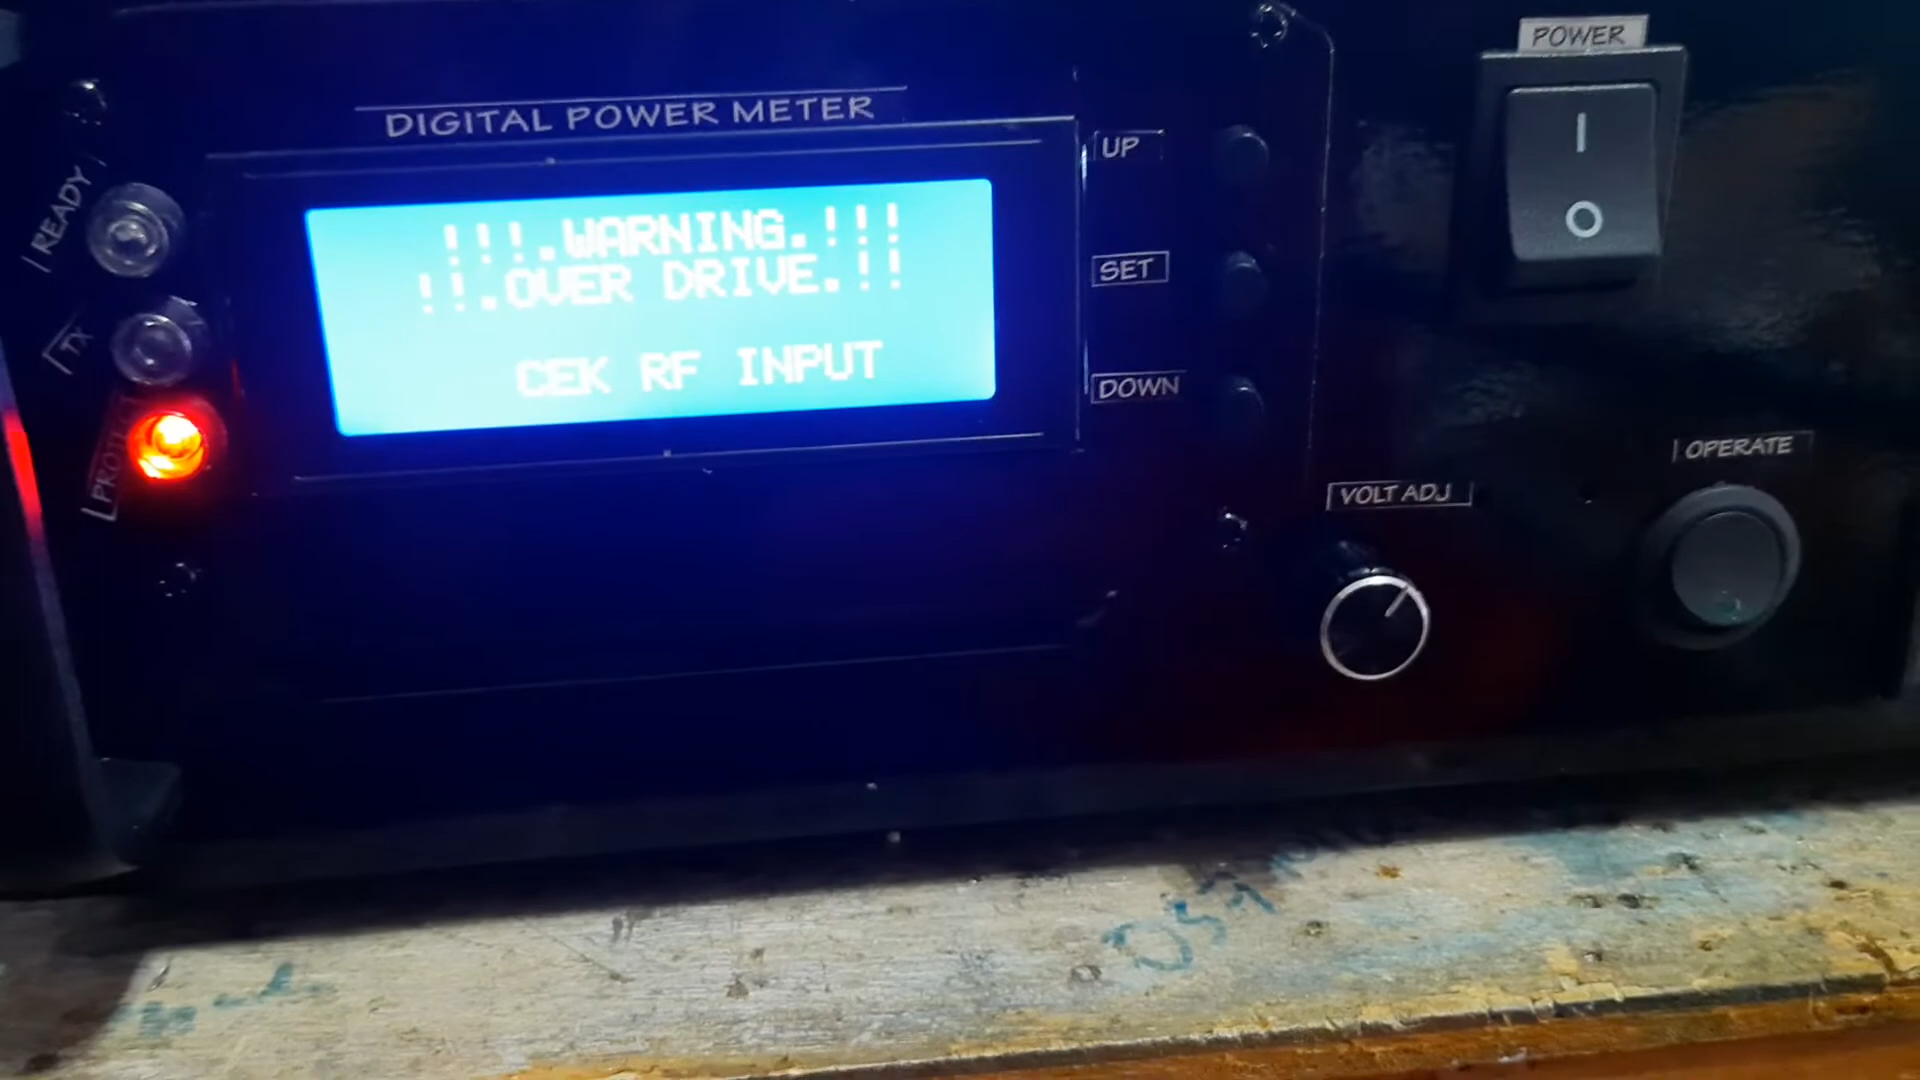 POWER
DIGITAL POWER METER
I
UP
READY
!!!.WARNING.!!!
O
!!.OVER DRIVE.!!
SET
TX
CEK RF INPUT
DOWN
OPERATE
VOLT ADJ